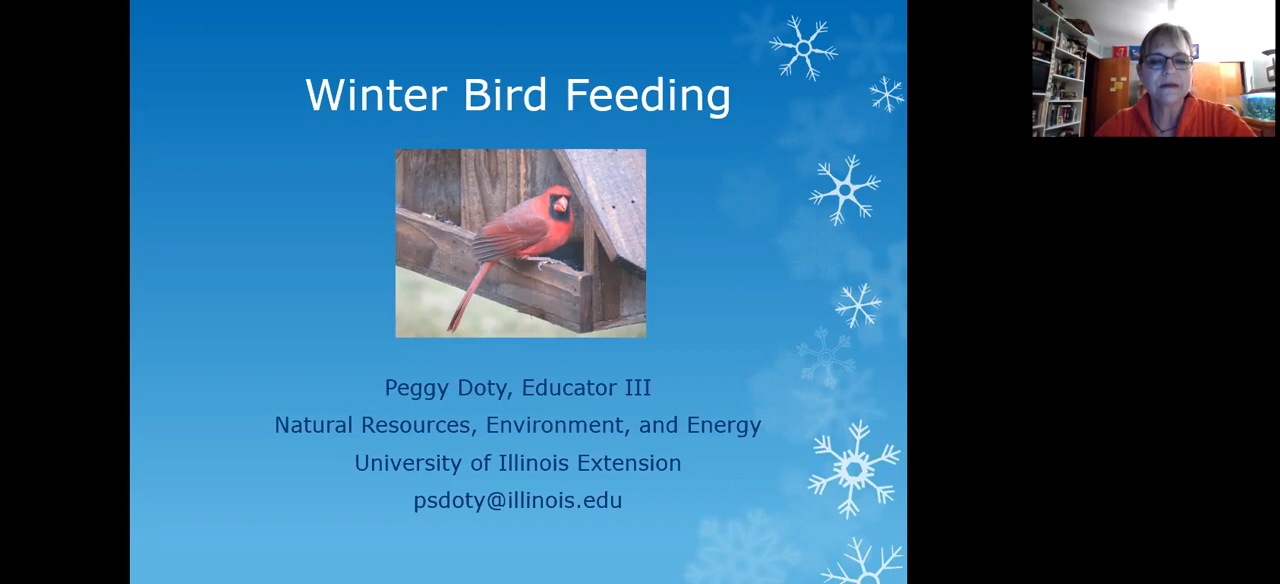 Winter Bird Feeding
Peggy Doty, Educator III
Natural Resources, Environment, and Energy
University of Illinois Extension
psdoty@illinois.edu